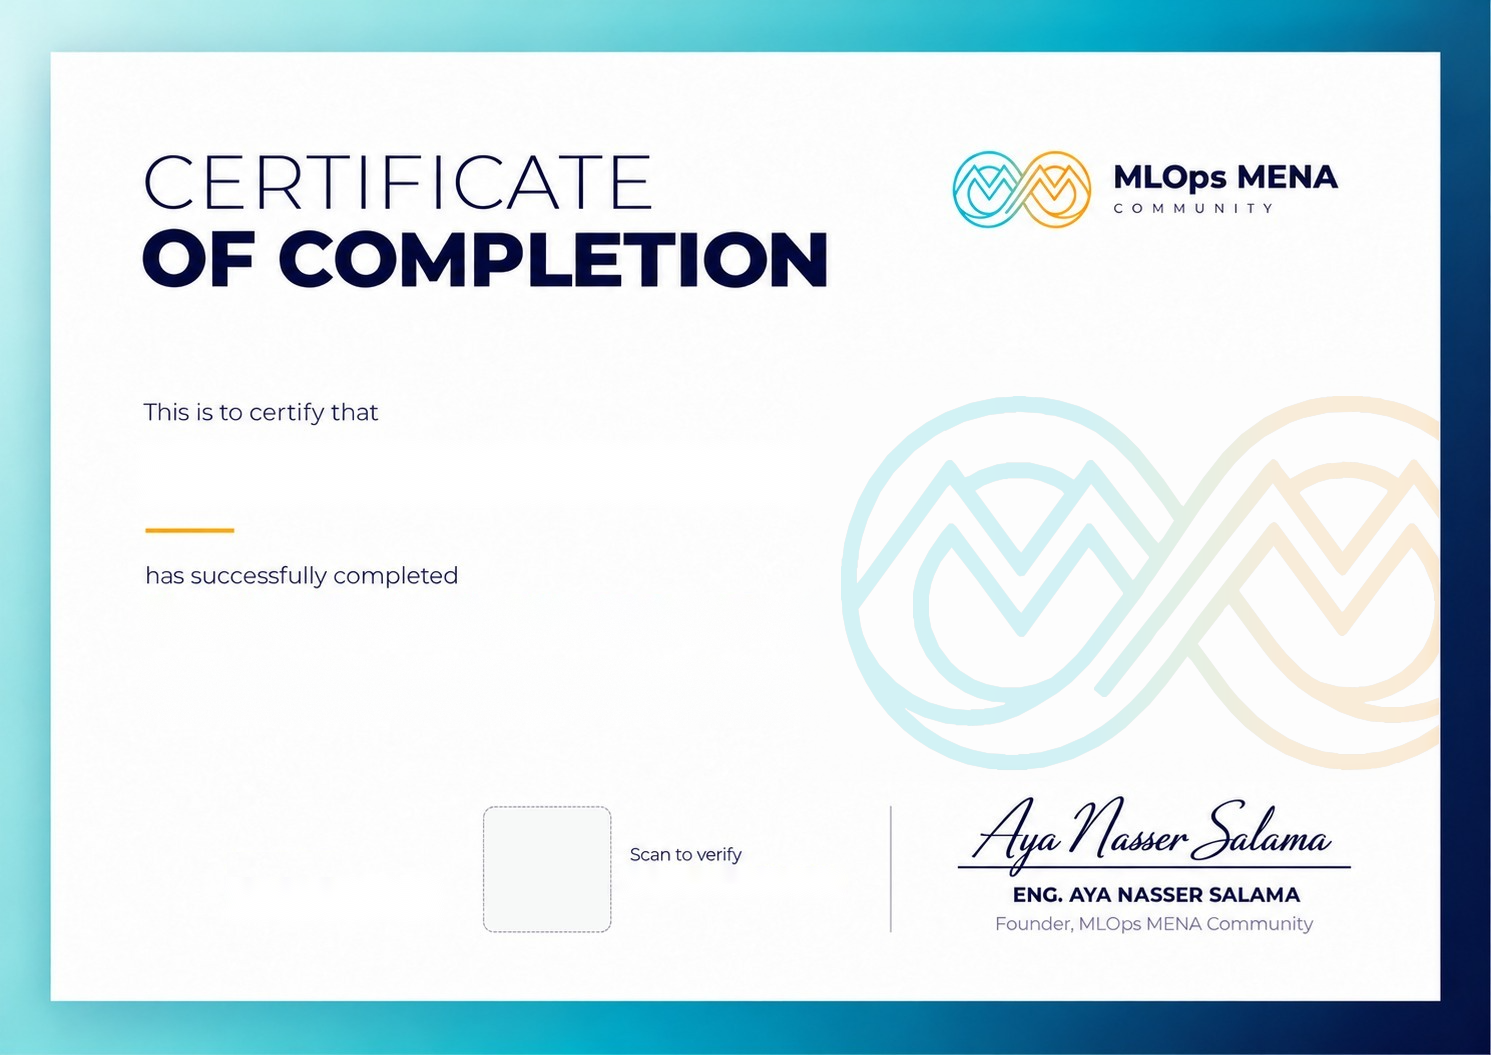 CERTIFICATE
OF COMPLETION
MLOps MENA
COMMUNITY
This is to certify that
has successfully completed
Scan to verify
Aya Nasser Salama
ENG. AYA NASSER SALAMA
Founder, MLOps MENA Community